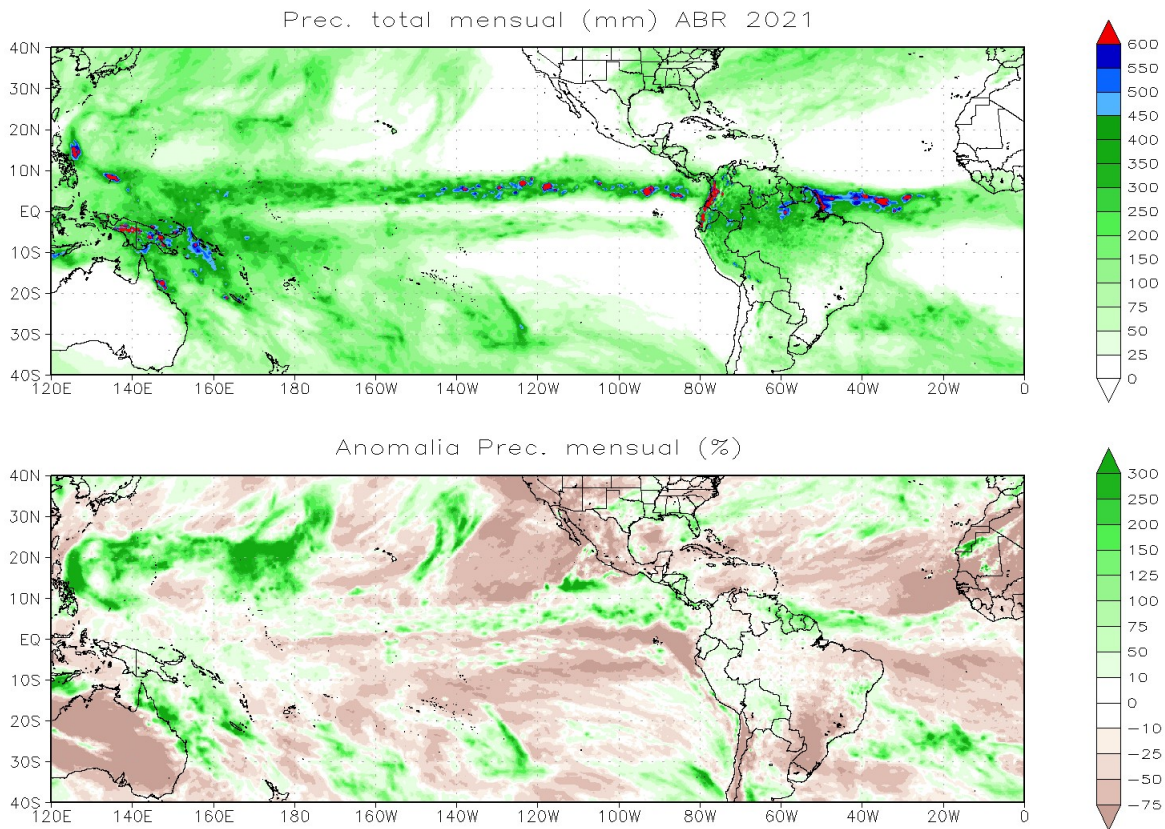 Prec. total mensual (mm) ABR 2021
40N
30N
20N
10N
EQ
10S
20S
30S
40S
120E 140E 160E 180 160W 140W 120W 100W 80W 60W 40W 20W 0
600
550
500
450
400
350
300
250
200
150
100
75
50
25
0
Anomalia Prec. mensual (%)
40N
30N
20N
10N
EQ
10S
20S
30S
40S
120E 140E 160E 180 160W 140W 120W 100W 80W 60W 40W 20W 0
300
250
200
150
125
100
75
50
10
0
−10
−25
−50
−75